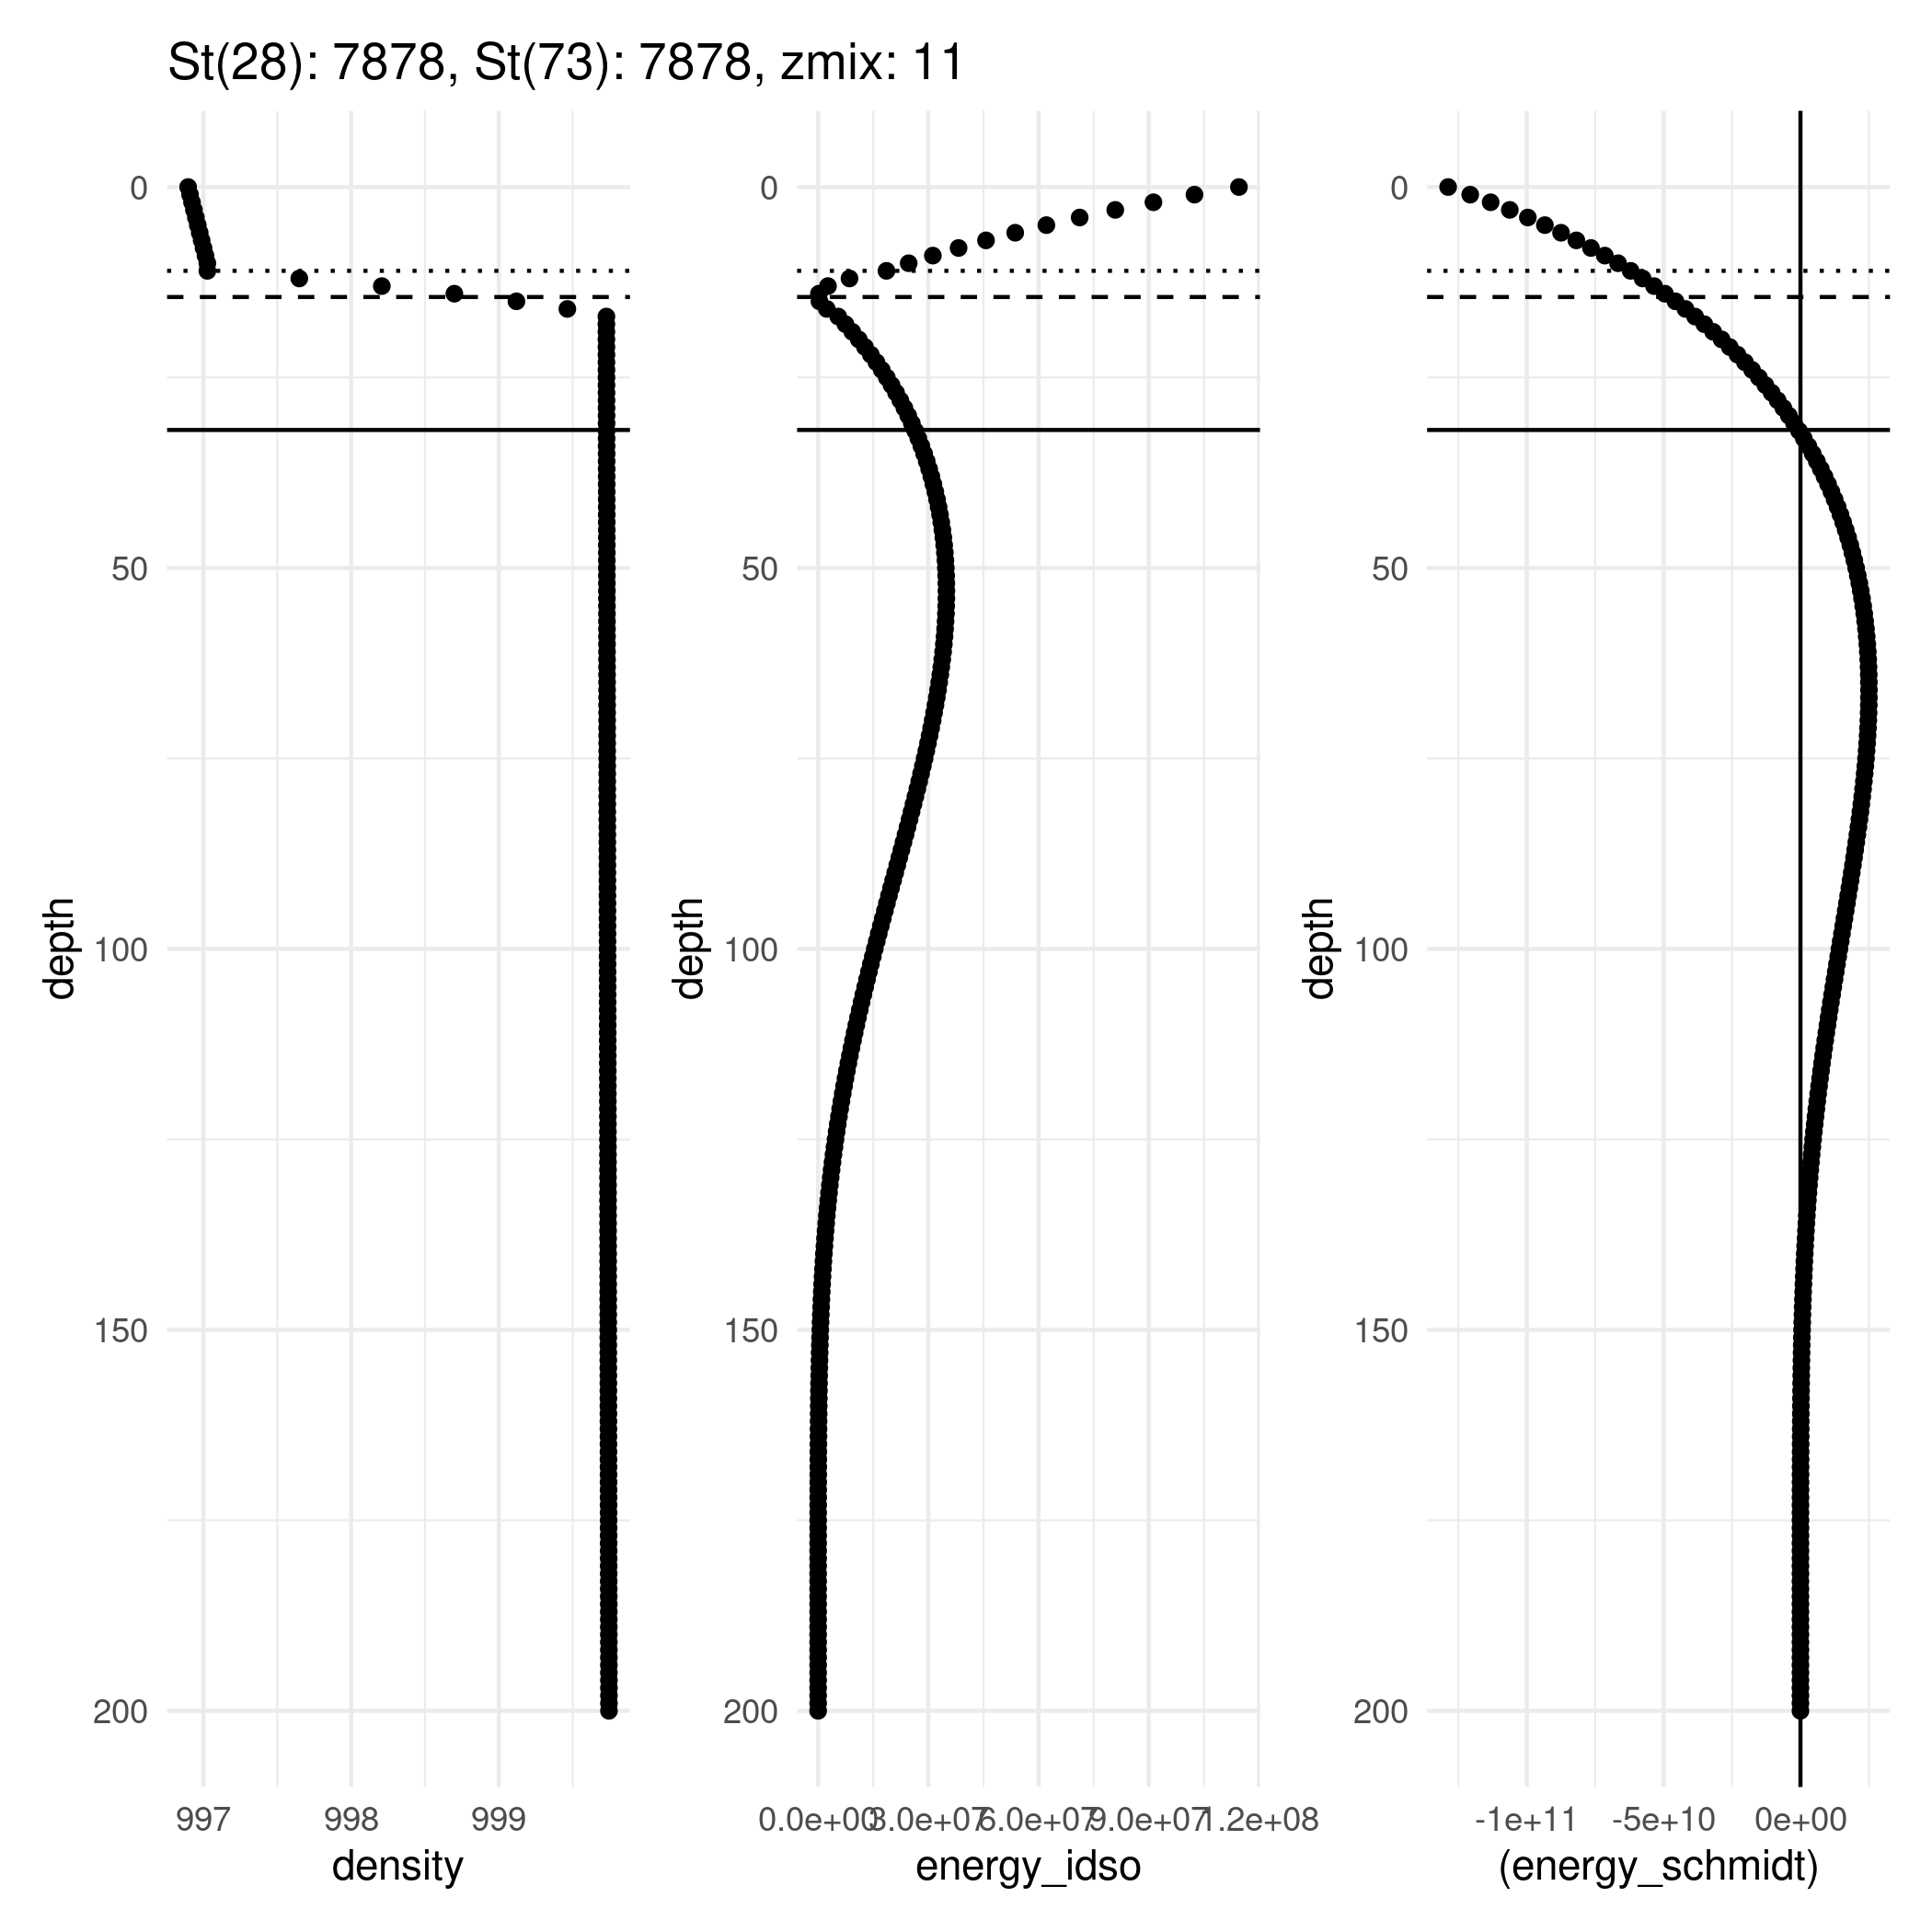 St(28): 7878, St(73): 7878, zmix: 11
depth
0
50
100
150
200
997 998 999
density
depth
0
50
100
150
200
0.0e+00 3.0e+07 6.0e+07 9.0e+07 1.2e+08
energy_idso
depth
0
50
100
150
200
-1e+11 -5e+10 0e+00
(energy_schmidt)